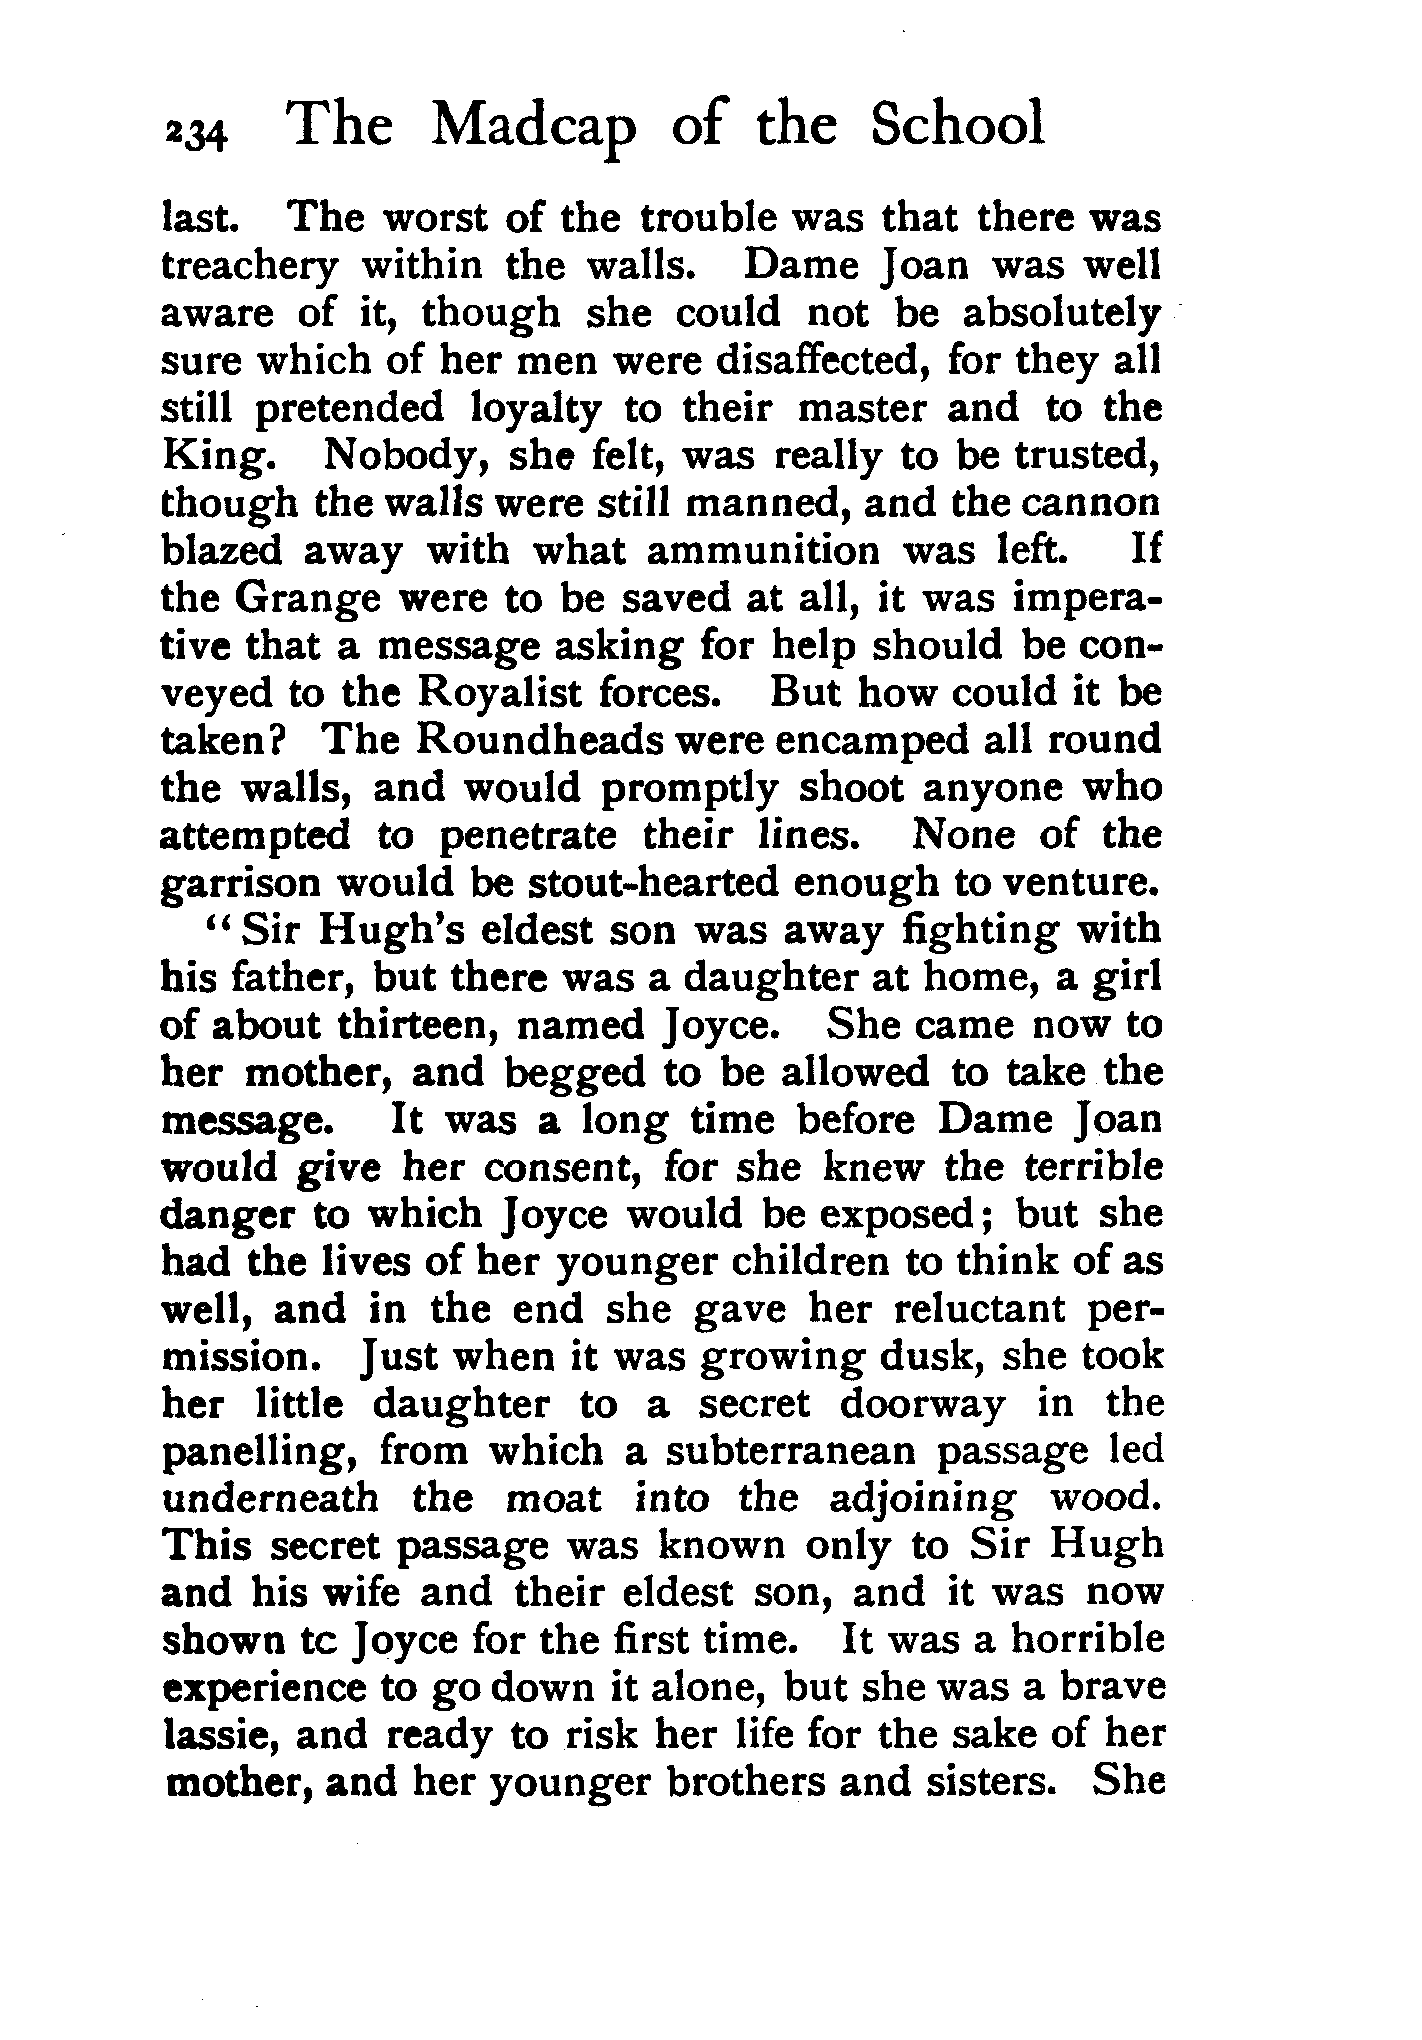 234 The Madcap of the School
last. The worst of the trouble was that there was
treachery within the walls. Dame Joan was well
aware of it, though she could not be absolutely
sure which of her men were disaffected, for they all
still pretended loyalty to their master and to the
King. Nobody, she felt, was really to be trusted,
though the walls were still manned, and the cannon
blazed away with what ammunition was left. If
the Grange were to be saved at all, it was impera-
tive that a message asking for help should be con-
veyed to the Royalist forces. But how could it be
taken? The Roundheads were encamped all round
the walls, and would promptly shoot anyone who
attempted to penetrate their lines. None of the
garrison would be stout-hearted enough to venture.
“Sir Hugh's eldest son was away fighting with
his father, but there was a daughter at home, a girl
of about thirteen, named Joyce. She came now to
her mother, and begged to be allowed to take the
message. It was a long time before Dame Joan
would give her consent, for she knew the terrible
danger to which Joyce would be exposed; but she
had the lives of her younger children to think of as
well, and in the end she gave her reluctant per-
mission. Just when it was growing dusk, she took
her little daughter to a secret doorway in the
panelling, from which a subterranean passage led
underneath the moat into the adjoining wood.
This secret passage was known only to Sir Hugh
and his wife and their eldest son, and it was now
shown tc Joyce for the first time. It was a horrible
experience to go down it alone, but she was a brave
lassie, and ready to risk her life for the sake of her
mother, and her younger brothers and sisters. She